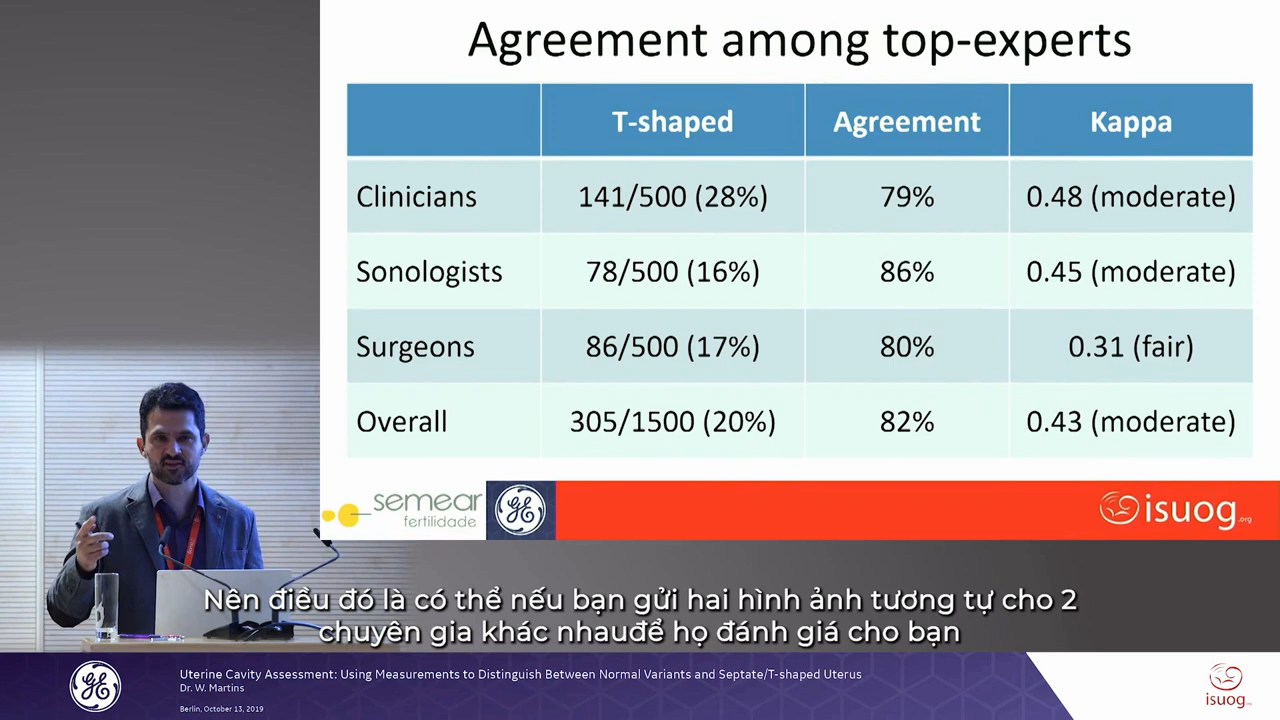 Agreement among top-experts
T-shaped Agreement Kappa
Clinicians 141/500 (28%) 79% 0.48 (moderate)
Sonologists 78/500 (16%) 86% 0.45 (moderate)
Surgeons 86/500 (17%) 80% 0.31 (fair)
Overall 305/1500 (20%) 82% 0.43 (moderate)
semear
fertilidade
GE
isuog.org
Nên điều đó là có thể nếu bạn gửi hai hình ảnh tương tự cho 2
chuyên gia khác nhauđể họ đánh giá cho bạn
GE
Uterine Cavity Assessment: Using Measurements to Distinguish Between Normal Variants and Septate/T-shaped Uterus
Dr. W. Martins
Berlin, October 13, 2019
isuog.org